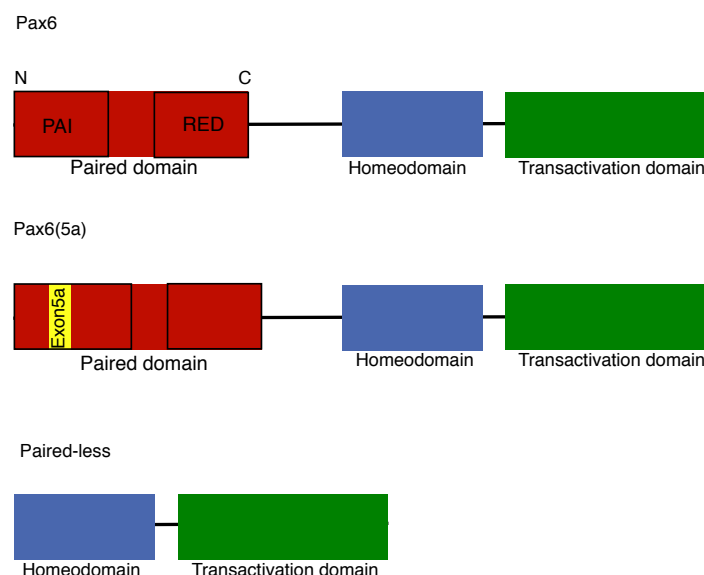 Pax6
N C
PAI RED
Paired domain Homeodomain Transactivation domain
Pax6(5a)
Exon5a
Paired domain Homeodomain Transactivation domain
Paired-less
Homeodomain Transactivation domain